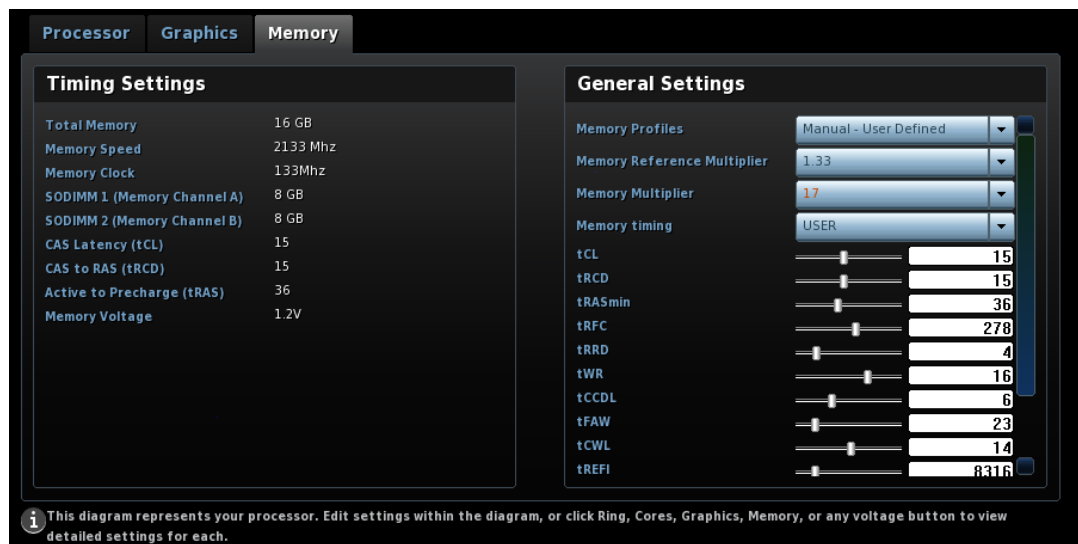 Processor Graphics Memory
Timing Settings
Total Memory 16 GB
Memory Speed 2133 Mhz
Memory Clock 133Mhz
SODIMM 1 (Memory Channel A) 8 GB
SODIMM 2 (Memory Channel B) 8 GB
CAS Latency (tCL) 15
CAS to RAS (tRCD) 15
Active to Precharge (tRAS) 36
Memory Voltage 1.2V
General Settings
Memory Profiles Manual - User Defined
Memory Reference Multiplier 1.33
Memory Multiplier 17
Memory timing USER
tCL 15
tRCD 15
tRASmin 36
tRFC 278
tRRD 4
tWR 16
tCCDL 6
tFAW 23
tCWL 14
tREFI 8316
This diagram represents your processor. Edit settings within the diagram, or click Ring, Cores, Graphics, Memory, or any voltage button to view
detailed settings for each.